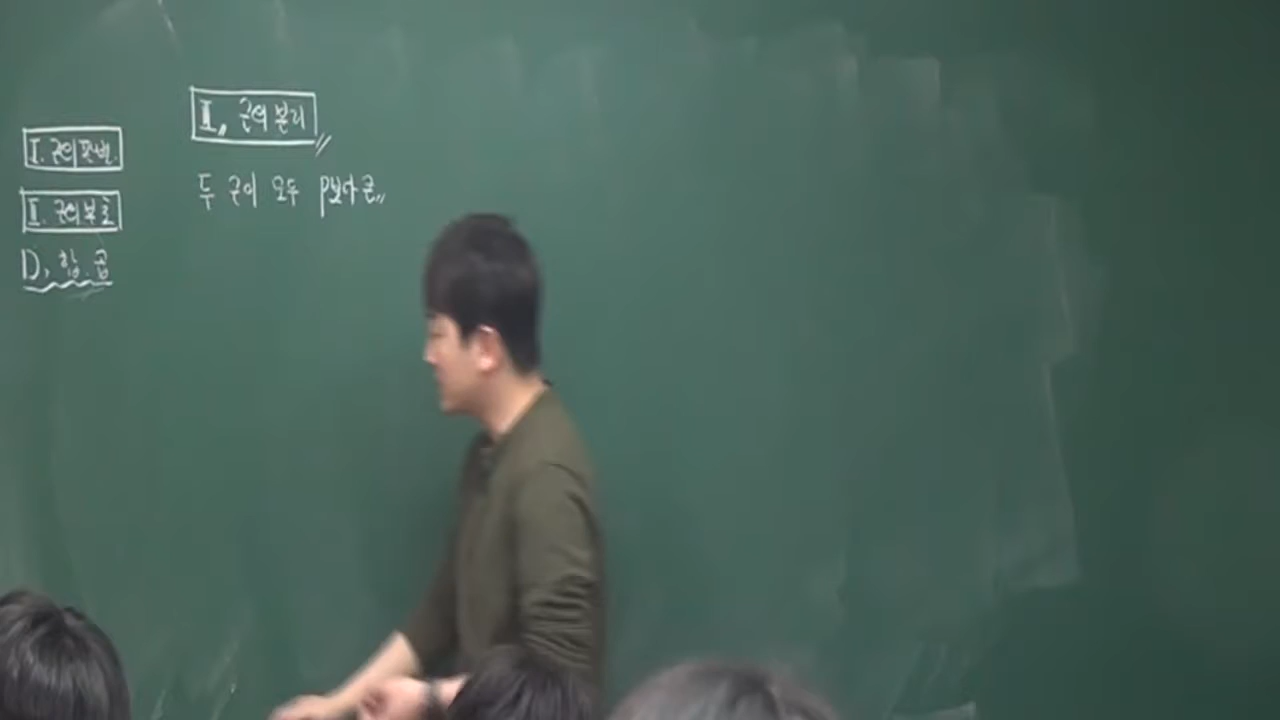 I. 근의 판별.
II. 근의 부호
D, 합, 곱
III. 근의 분리
두 근이 모두 p보다 큰